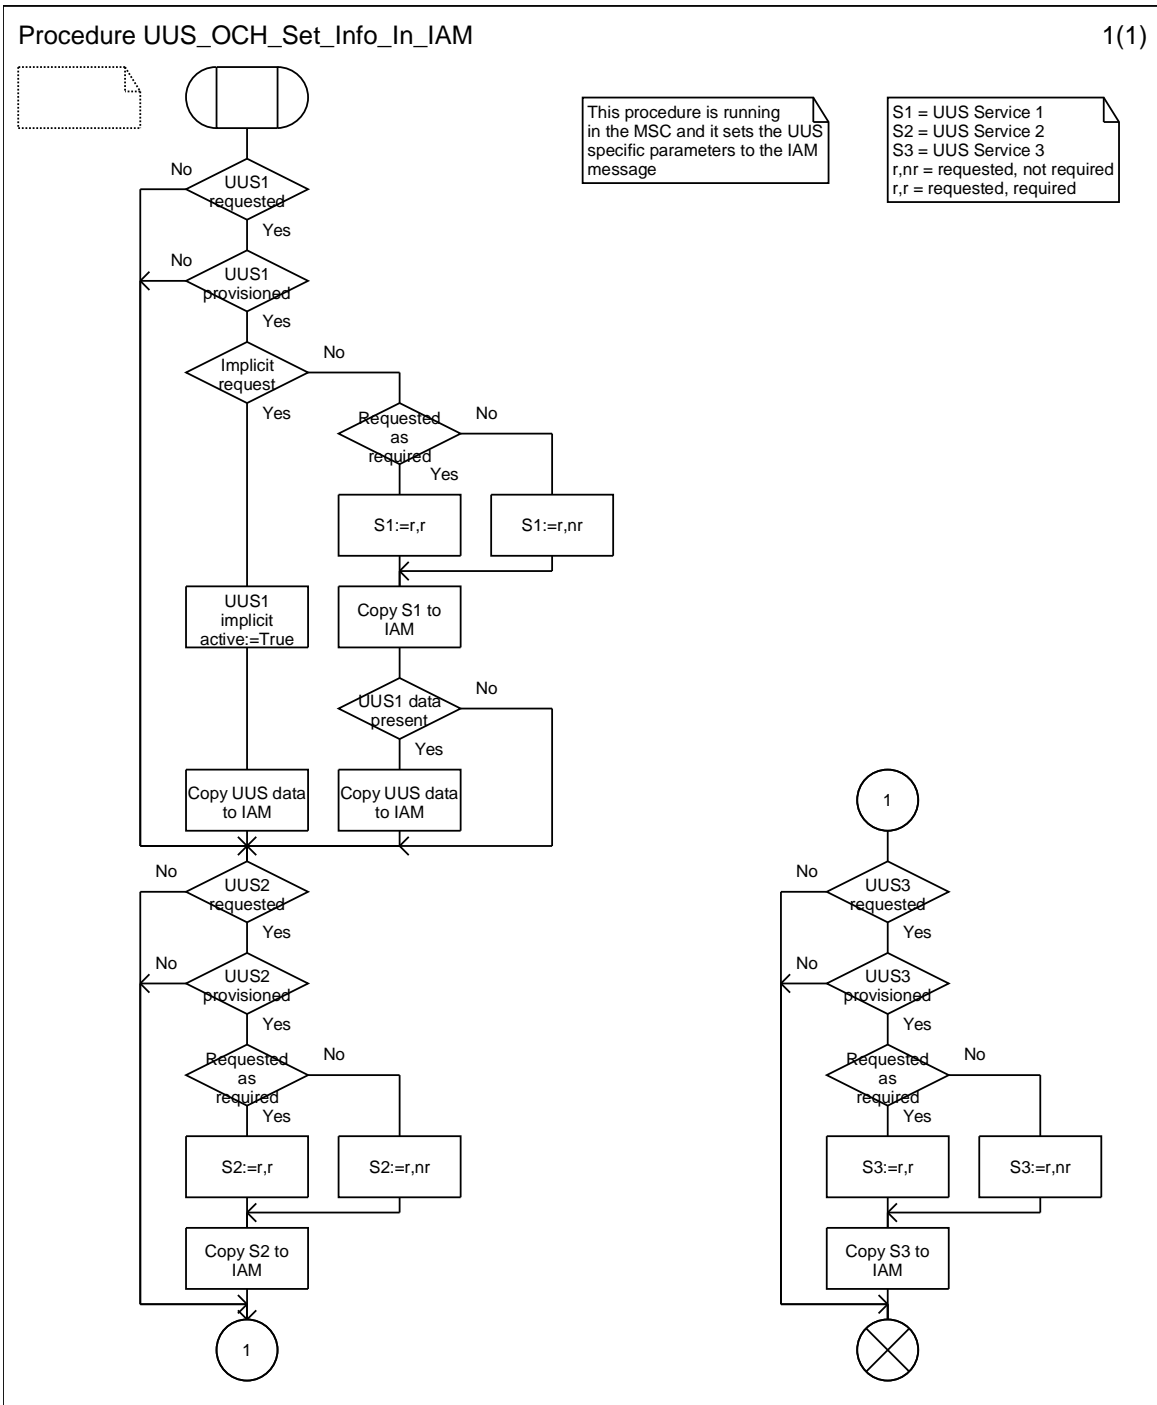 Procedure UUS_OCH_Set_Info_In_IAM
1(1)
This procedure is running
in the MSC and it sets the UUS
specific parameters to the IAM
message
S1 = UUS Service 1
S2 = UUS Service 2
S3 = UUS Service 3
r,nr = requested, not required
r,r = requested, required
No
UUS1
requested
Yes
No
UUS1
provisioned
Yes
Implicit
request
No
Yes
Requested
as
required
No
Yes
S1:=r,r
S1:=r,nr
UUS1
implicit
active:=True
Copy S1 to
IAM
UUS1 data
present
No
Yes
Copy UUS data
to IAM
Copy UUS data
to IAM
No
UUS2
requested
Yes
No
UUS2
provisioned
Yes
Requested
as
required
No
Yes
S2:=r,r
S2:=r,nr
Copy S2 to
IAM
1
1
No
UUS3
requested
Yes
No
UUS3
provisioned
Yes
Requested
as
required
No
Yes
S3:=r,r
S3:=r,nr
Copy S3 to
IAM